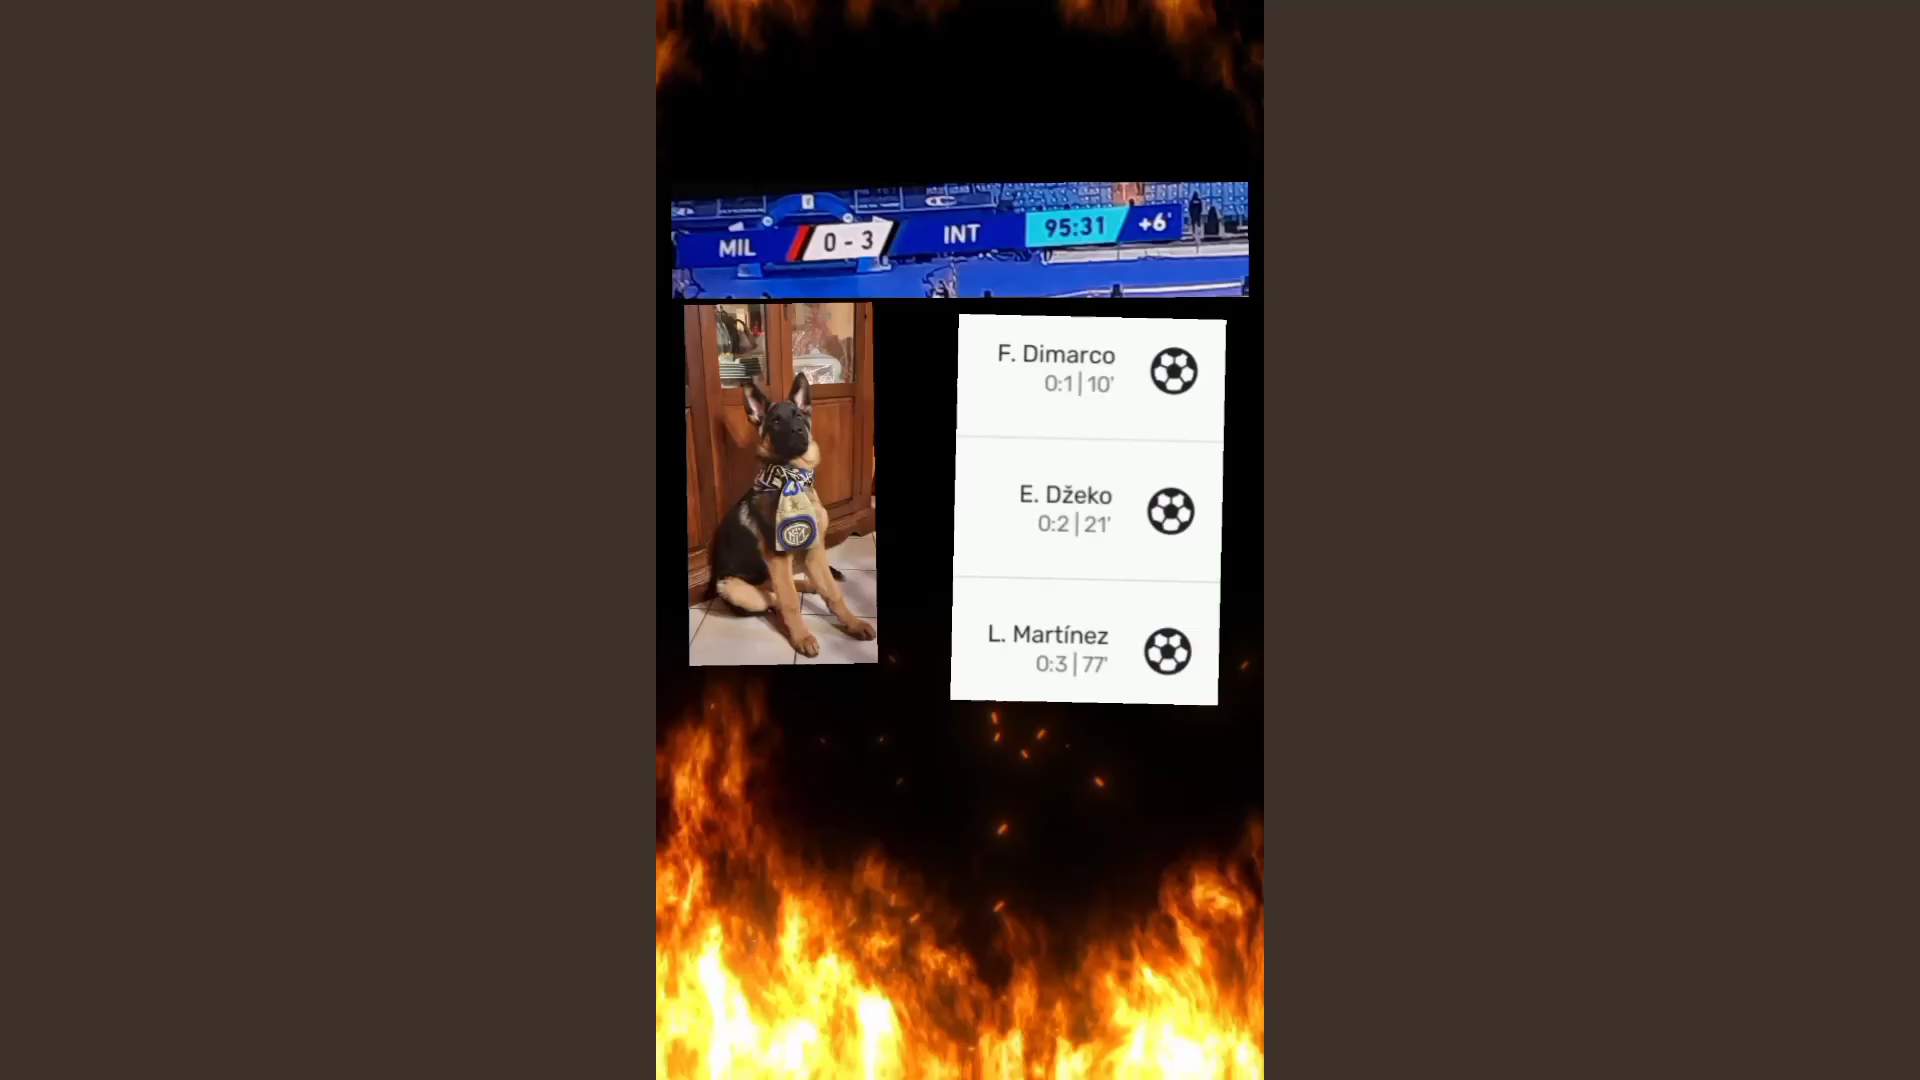 MIL 0 - 3 INT 95:31 +6'
F. Dimarco
0:1|10'
E. Džeko
0:2|21'
L. Martínez
0:3|77'